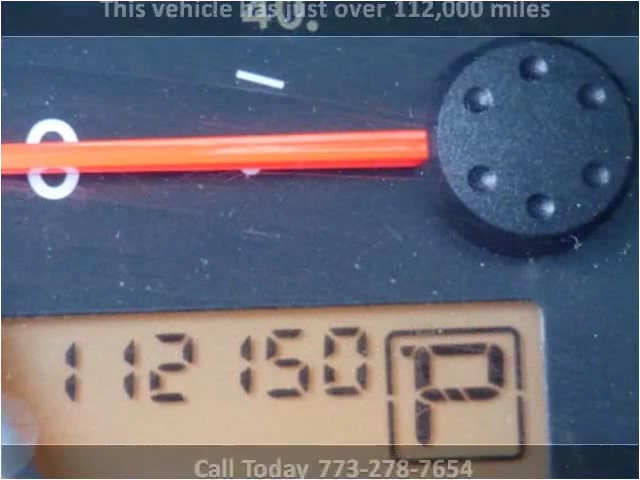 This vehicle has just over 112,000 miles
40.
0
112150 P
Call Today 773-278-7654